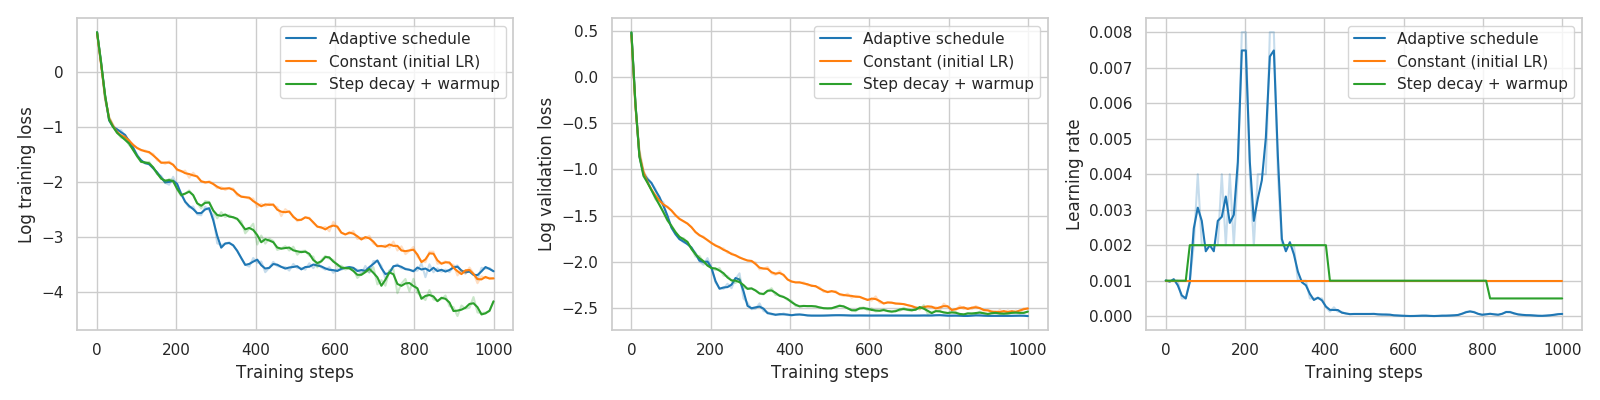 Adaptive schedule
Constant (initial LR)
Step decay + warmup
0
−1
−2
−3
−4
Log training loss
0 200 400 600 800 1000
Training steps
Adaptive schedule
Constant (initial LR)
Step decay + warmup
0.5
0.0
−0.5
−1.0
−1.5
−2.0
−2.5
Log validation loss
0 200 400 600 800 1000
Training steps
Adaptive schedule
Constant (initial LR)
Step decay + warmup
0.008
0.007
0.006
0.005
0.004
0.003
0.002
0.001
0.000
Learning rate
0 200 400 600 800 1000
Training steps